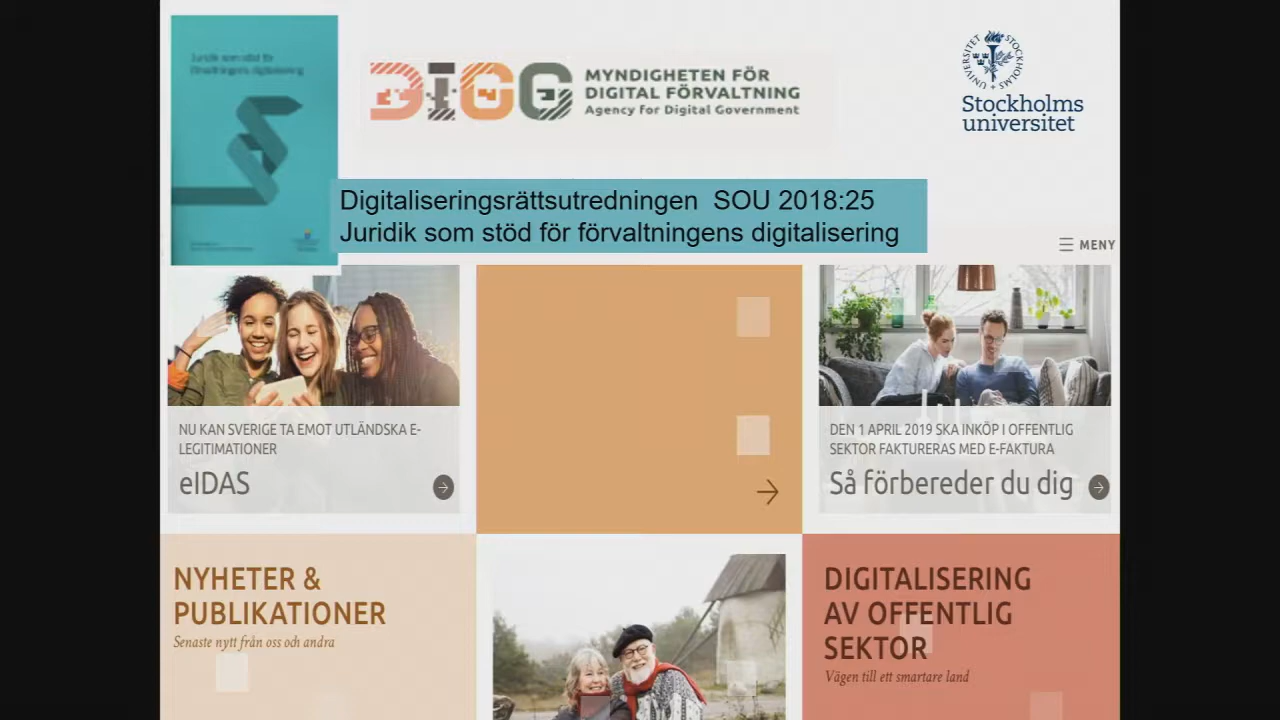 Juridik som stöd för
förvaltningens digitalisering
DIGG
MYNDIGHETEN FÖR
DIGITAL FÖRVALTNING
Agency for Digital Government
STOCKHOLMS UNIVERSITET
Stockholms
universitet
Digitaliseringsrättsutredningen SOU 2018:25
Juridik som stöd för förvaltningens digitalisering
MENY
NU KAN SVERIGE TA EMOT UTLÄNDSKA E-
LEGITIMATIONER
eIDAS
DEN 1 APRIL 2019 SKA INKÖP I OFFENTLIG
SEKTOR FAKTURERAS MED E-FAKTURA
Så förbereder du dig
NYHETER &
PUBLIKATIONER
Senaste nytt från oss och andra
DIGITALISERING
AV OFFENTLIG
SEKTOR
Vägen till ett smartare land